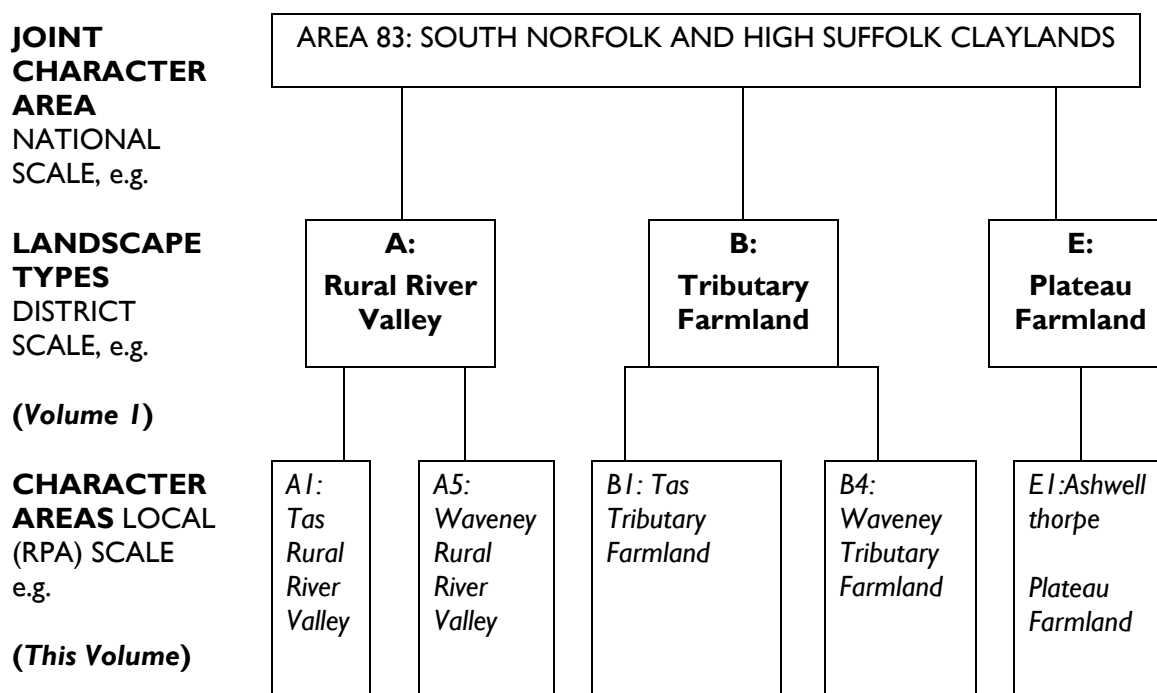 JOINT
CHARACTER
AREA
NATIONAL
SCALE, e.g.
AREA 83: SOUTH NORFOLK AND HIGH SUFFOLK CLAYLANDS
LANDSCAPE
TYPES
DISTRICT
SCALE, e.g.
(Volume 1)
A:
Rural River
Valley
B:
Tributary
Farmland
E:
Plateau
Farmland
CHARACTER
AREAS LOCAL
(RPA) SCALE
e.g.
(This Volume)
A1:
Tas
Rural
River
Valley
A5:
Waveney
Rural
River
Valley
B1: Tas
Tributary
Farmland
B4:
Waveney
Tributary
Farmland
E1:Ashwell
thorpe
Plateau
Farmland